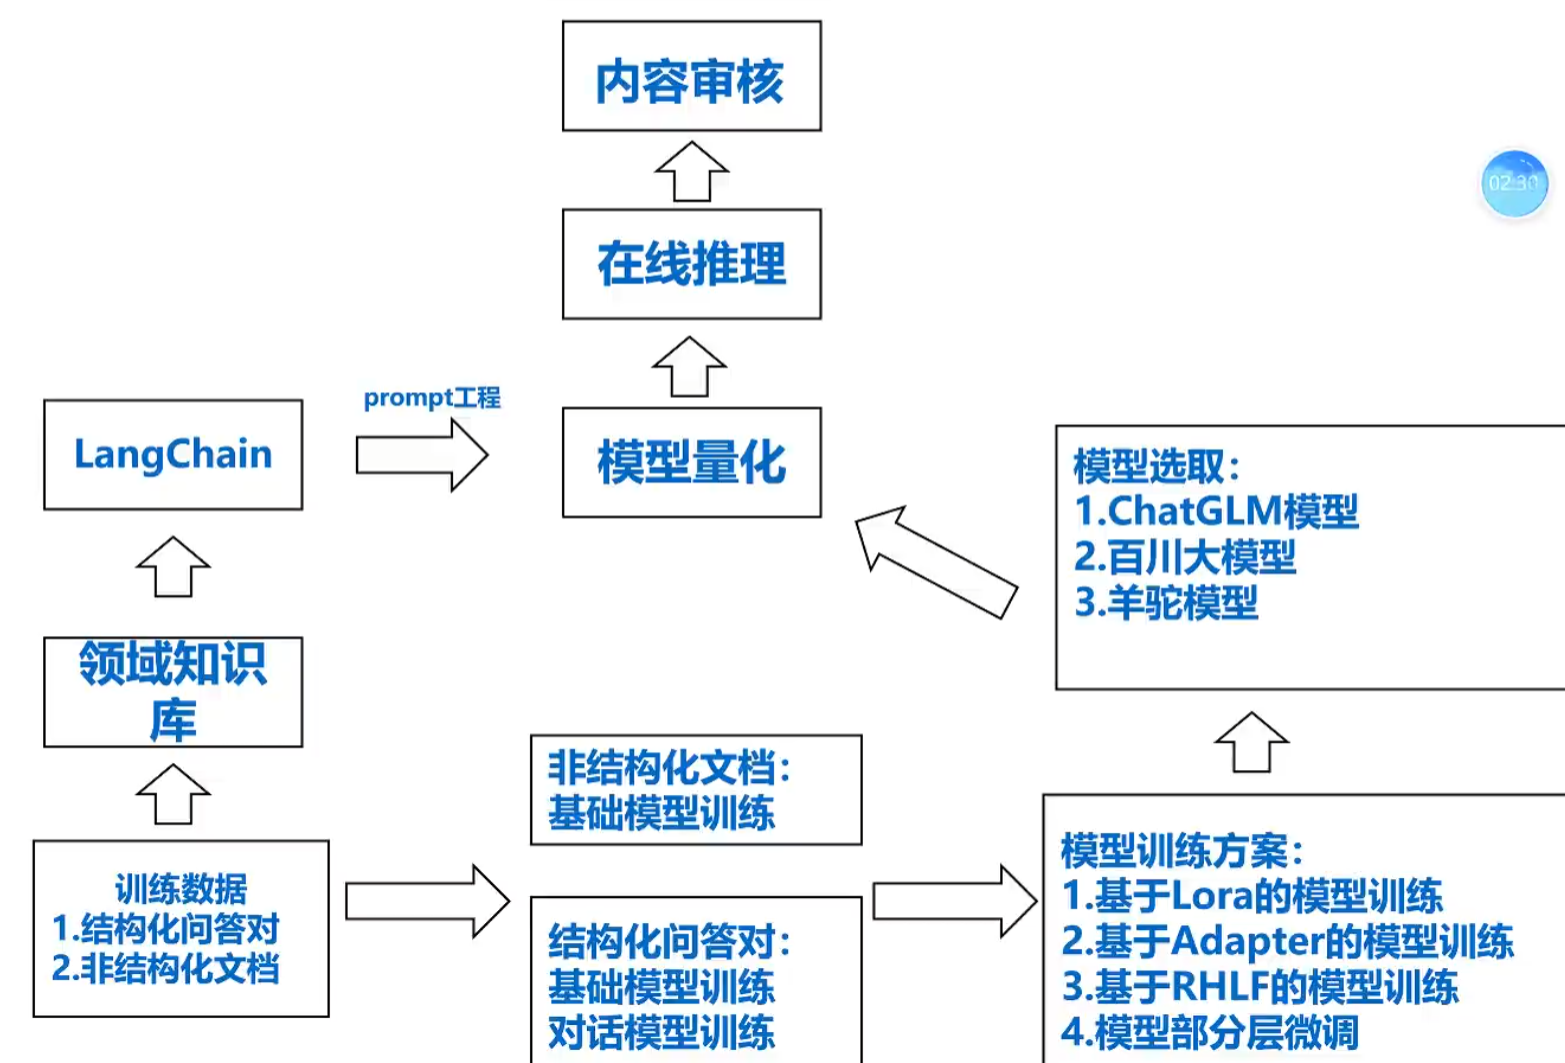 内容审核
02:30
在线推理
prompt工程
LangChain
模型量化
模型选取：
1.ChatGLM模型
2.百川大模型
3.羊驼模型
领域知识
库
非结构化文档：
基础模型训练
训练数据
1.结构化问答对
2.非结构化文档
结构化问答对：
基础模型训练
对话模型训练
模型训练方案：
1.基于Lora的模型训练
2.基于Adapter的模型训练
3.基于RHLF的模型训练
4.模型部分层微调